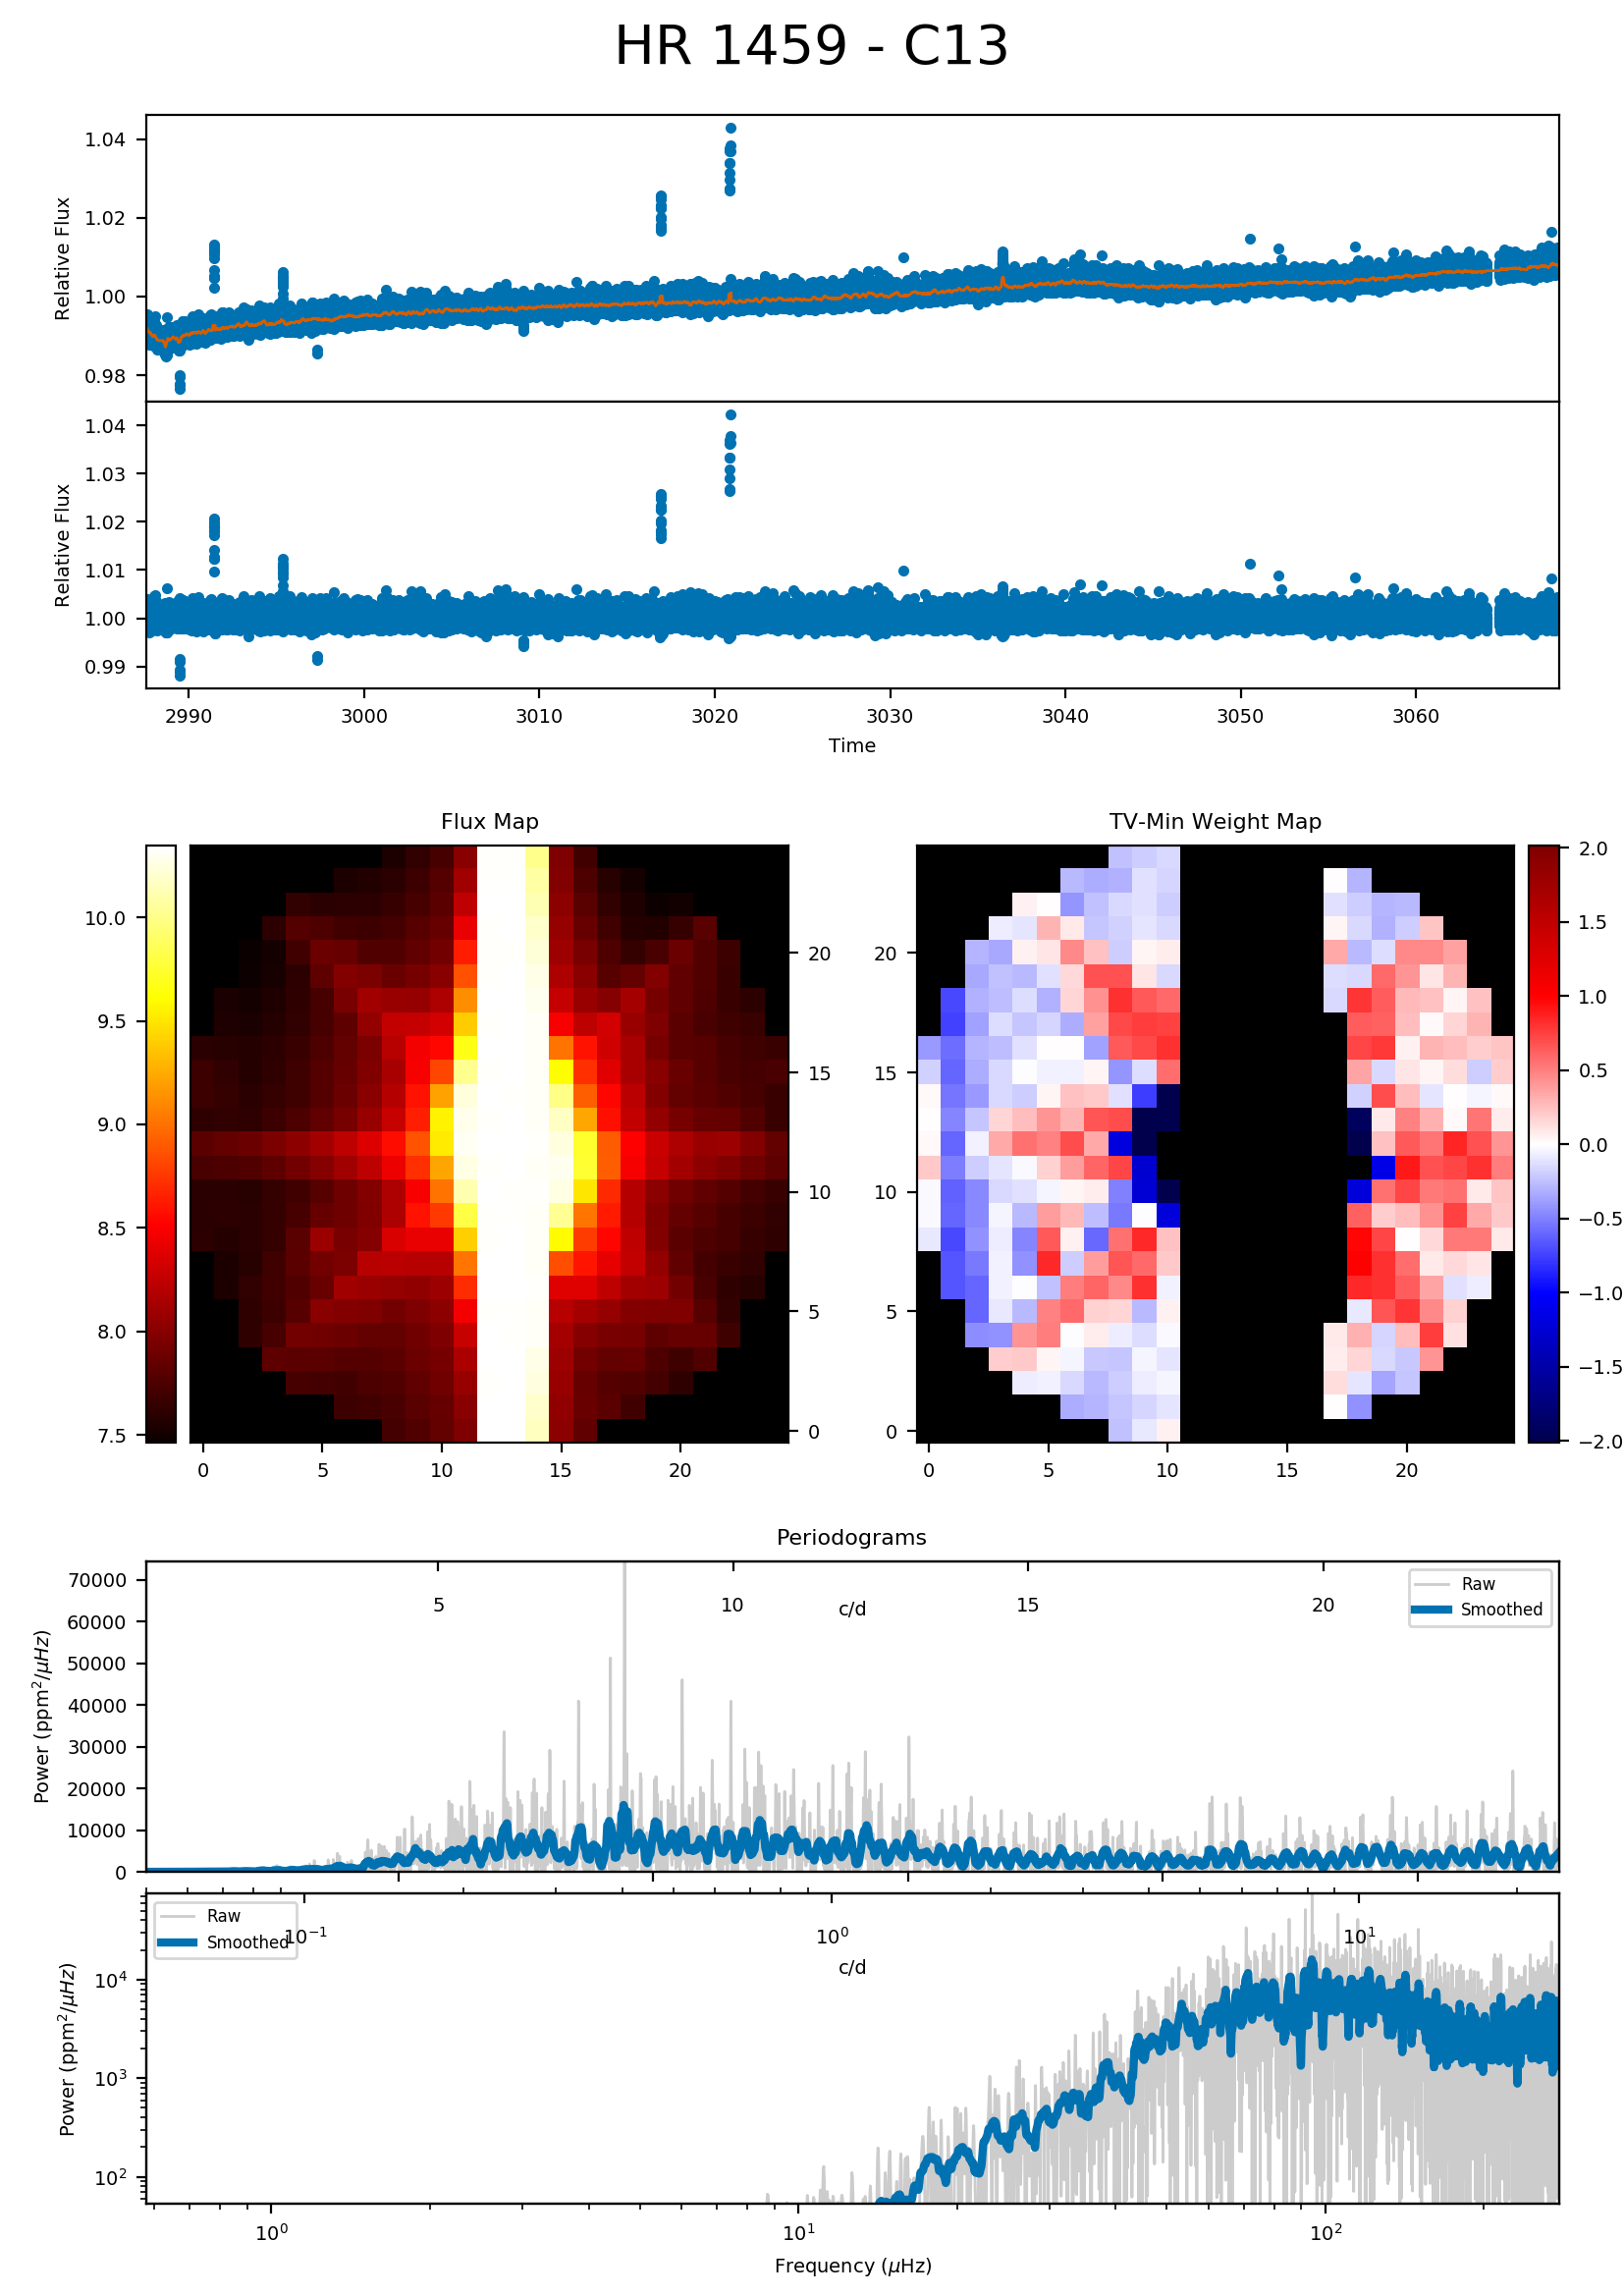 HR 1459 - C13
1.04
1.02
1.00
0.98
Relative Flux
1.04
1.03
1.02
1.01
1.00
0.99
Relative Flux
2990 3000 3010 3020 3030 3040 3050 3060
Time
Flux Map
10.0
9.5
9.0
8.5
8.0
7.5
20
15
10
5
0
0 5 10 15 20
TV-Min Weight Map
20
15
10
5
0
0 5 10 15 20
2.0
1.5
1.0
0.5
0.0
−0.5
−1.0
−1.5
−2.0
Periodograms
5 10 15 20
c/d
Raw
Smoothed
70000
60000
50000
40000
30000
20000
10000
0
Power (ppm²/μHz)
Raw
Smoothed
10⁻¹ 10⁰ 10¹
c/d
10⁴
10³
10²
Power (ppm²/μHz)
10⁰ 10¹ 10²
Frequency (μHz)